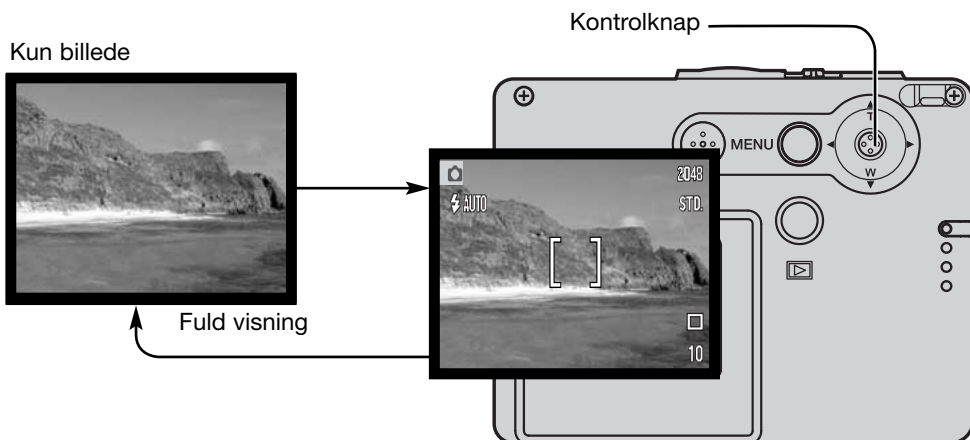 Kontrolknap
Kun billede
MENU
T
W
2048
AUTO
STD.
Fuld visning
10